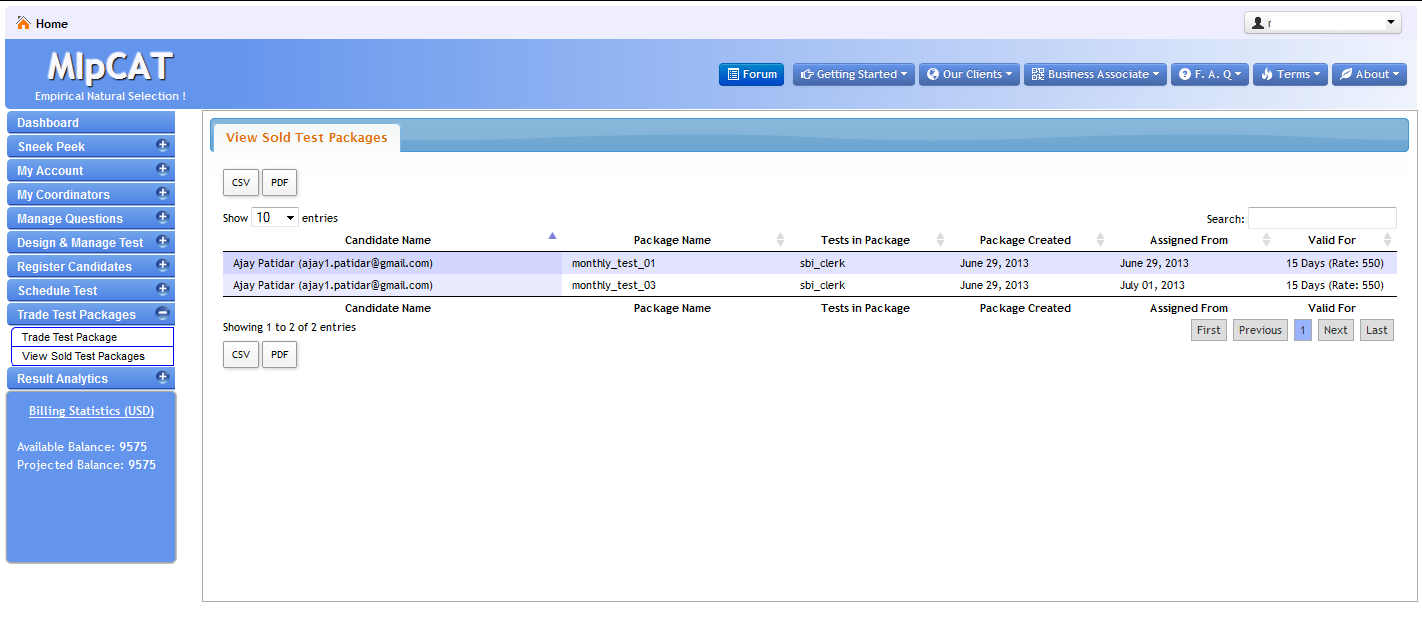 Home
r
MlpCAT
Empirical Natural Selection !
Forum Getting Started Our Clients Business Associate F. A. Q Terms About
Dashboard
Sneek Peek
My Account
My Coordinators
Manage Questions
Design & Manage Test
Register Candidates
Schedule Test
Trade Test Packages
Trade Test Package
View Sold Test Packages
Result Analytics
Billing Statistics (USD)
Available Balance: 9575
Projected Balance: 9575
View Sold Test Packages
CSV PDF
Show 10 entries Search:
Candidate Name Package Name Tests in Package Package Created Assigned From Valid For
Ajay Patidar (ajay1.patidar@gmail.com) monthly_test_01 sbi_clerk June 29, 2013 June 29, 2013 15 Days (Rate: 550)
Ajay Patidar (ajay1.patidar@gmail.com) monthly_test_03 sbi_clerk June 29, 2013 July 01, 2013 15 Days (Rate: 550)
Candidate Name Package Name Tests in Package Package Created Assigned From Valid For
Showing 1 to 2 of 2 entries First Previous 1 Next Last
CSV PDF